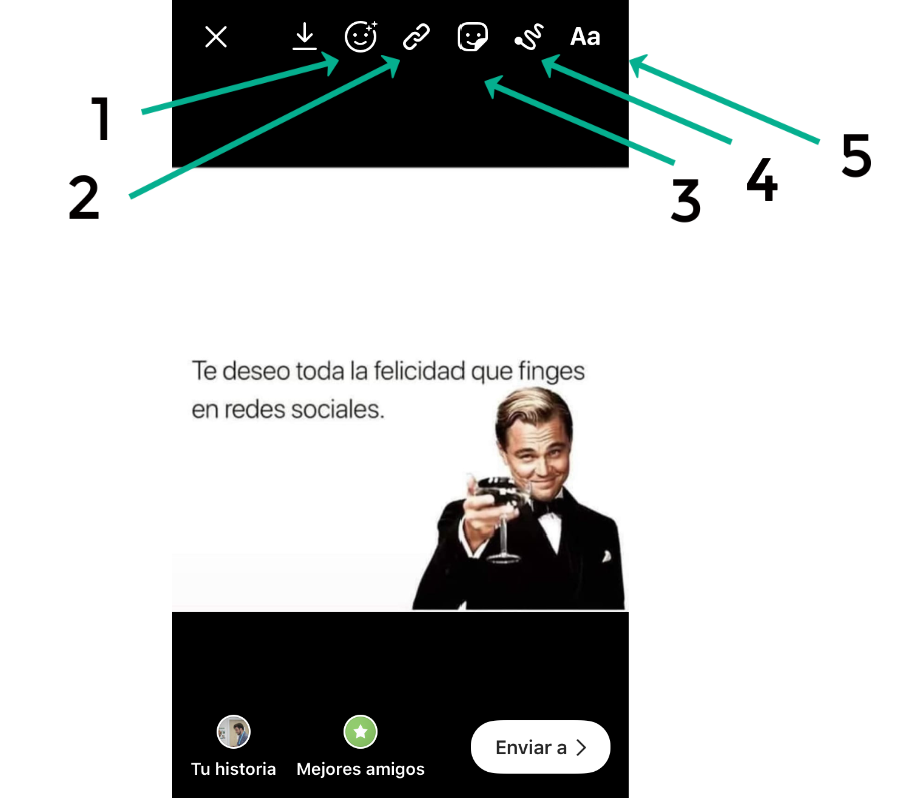 Aa
1
2
3
4
5
Te deseo toda la felicidad que finges
en redes sociales.
Tu historia
Mejores amigos
Enviar a